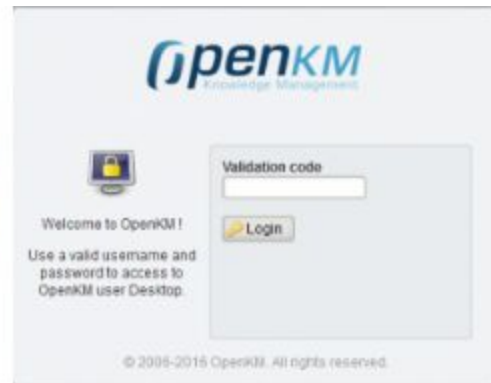 OpenKM
Knowledge Management
Validation code
Login
Welcome to OpenKM !
Use a valid username and
password to access to
OpenKM user Desktop.
© 2006-2016 OpenKM. All rights reserved.